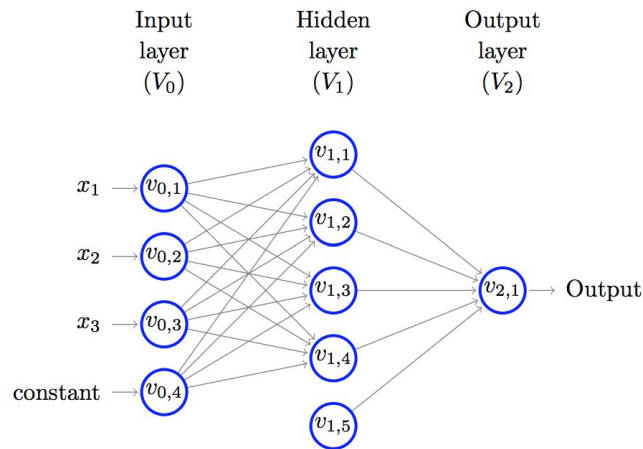 Input layer (V₀)
Hidden layer (V₁)
Output layer (V₂)
x₁
v₀,₁
v₁,₁
x₂
v₀,₂
v₁,₂
x₃
v₀,₃
v₁,₃
constant
v₀,₄
v₁,₄
v₁,₅
v₂,₁
Output